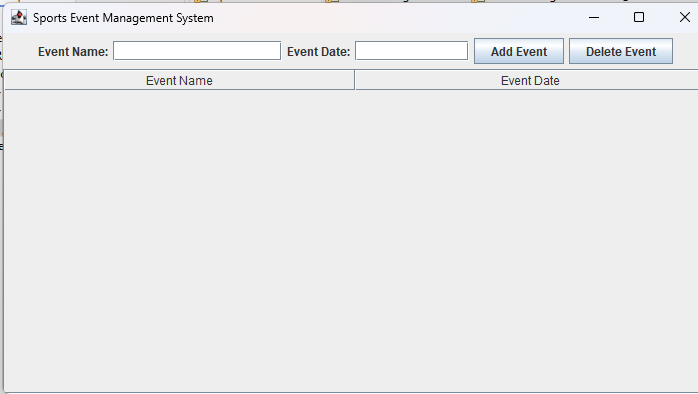 Sports Event Management System
Event Name: Event Date: Add Event Delete Event
Event Name Event Date